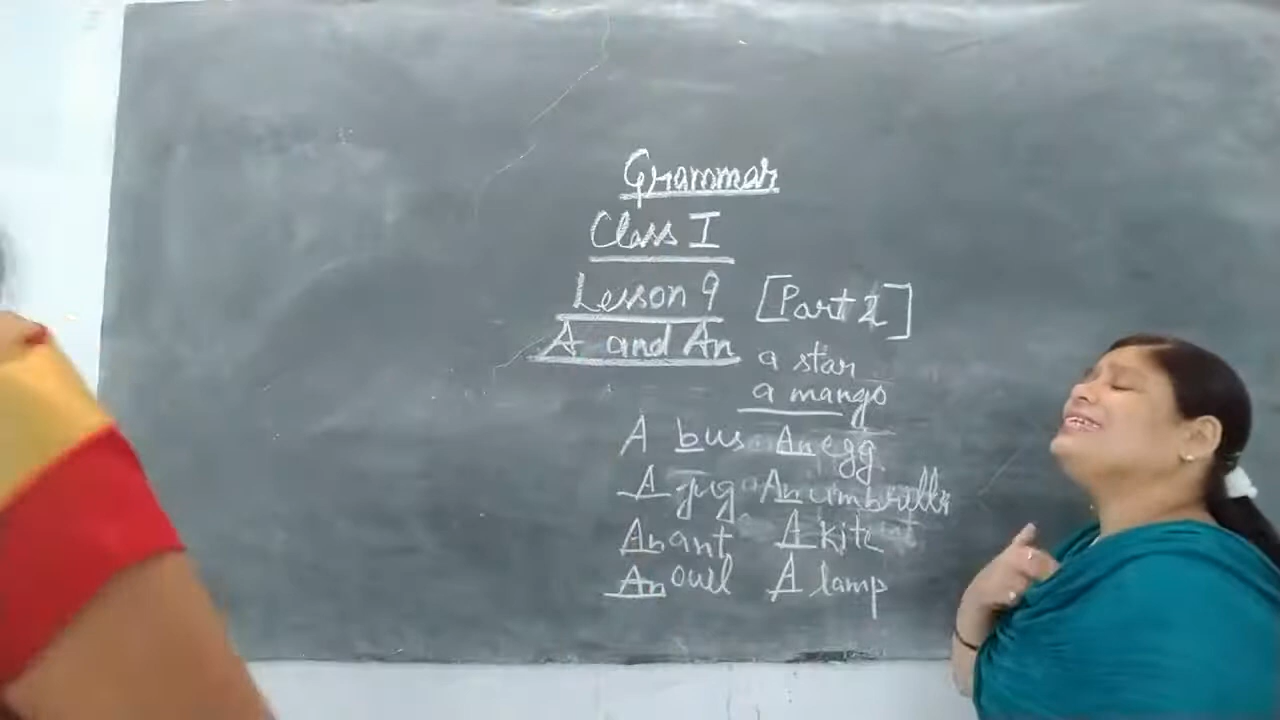 Grammar
Class I
Lesson 9 [Part 2]
A and An
a star
a mango
A bus An egg
A jug An umbrella
An ant A kite
An owl A lamp